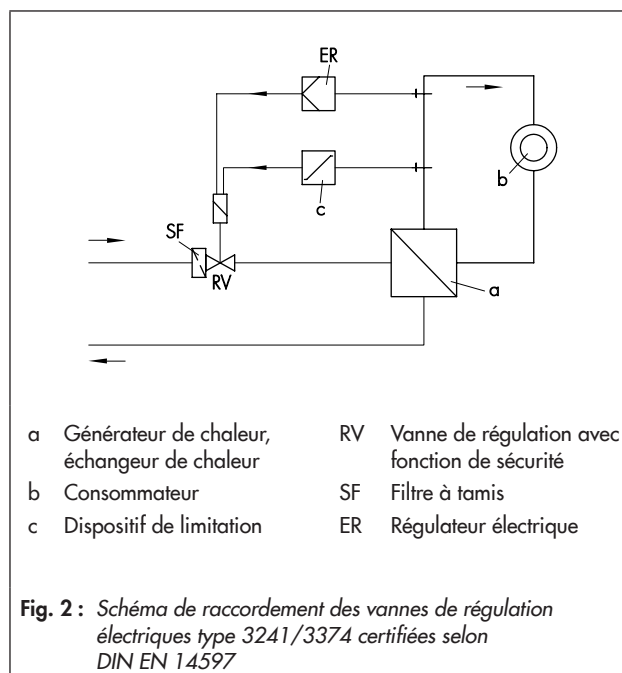 ER
c
b
SF
RV
a
a Générateur de chaleur, échangeur de chaleur
b Consommateur
c Dispositif de limitation
RV Vanne de régulation avec fonction de sécurité
SF Filtre à tamis
ER Régulateur électrique
Fig. 2 : Schéma de raccordement des vannes de régulation
électriques type 3241/3374 certifiées selon
DIN EN 14597